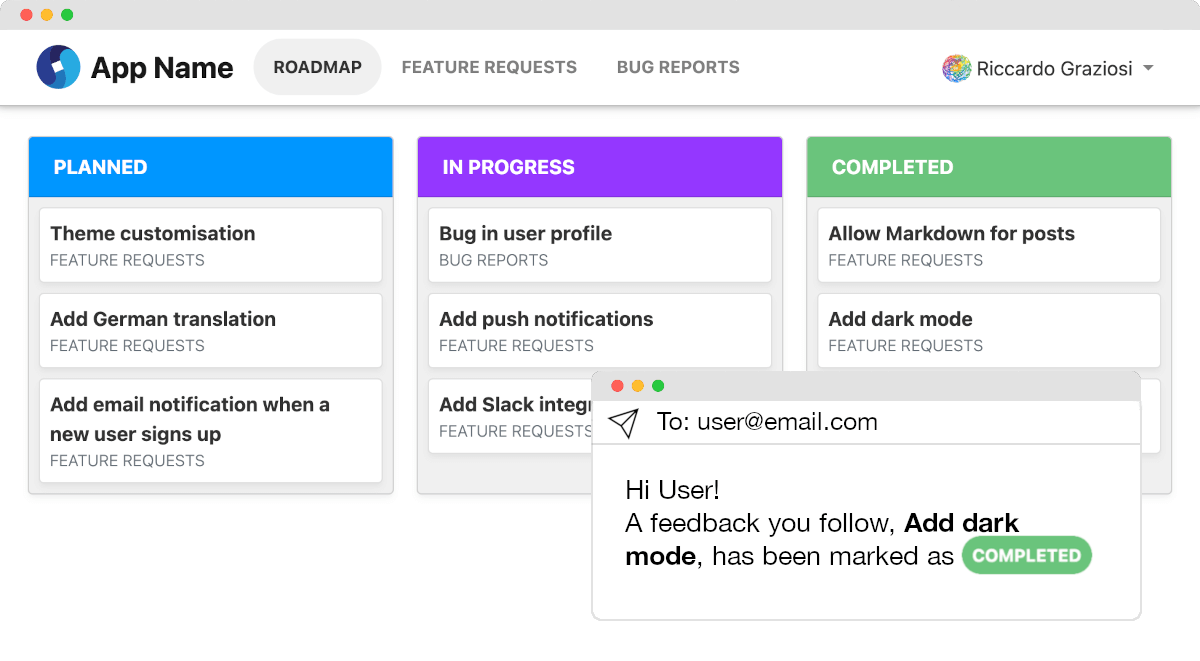 App Name
ROADMAP
FEATURE REQUESTS
BUG REPORTS
Riccardo Graziosi
PLANNED
Theme customisation
FEATURE REQUESTS
Add German translation
FEATURE REQUESTS
Add email notification when a
new user signs up
FEATURE REQUESTS
IN PROGRESS
Bug in user profile
BUG REPORTS
Add push notifications
FEATURE REQUESTS
Add Slack
FEATURE REQUESTS
COMPLETED
Allow Markdown for posts
FEATURE REQUESTS
Add dark mode
FEATURE REQUESTS
To: user@email.com
Hi User!
A feedback you follow, Add dark
mode, has been marked as COMPLETED